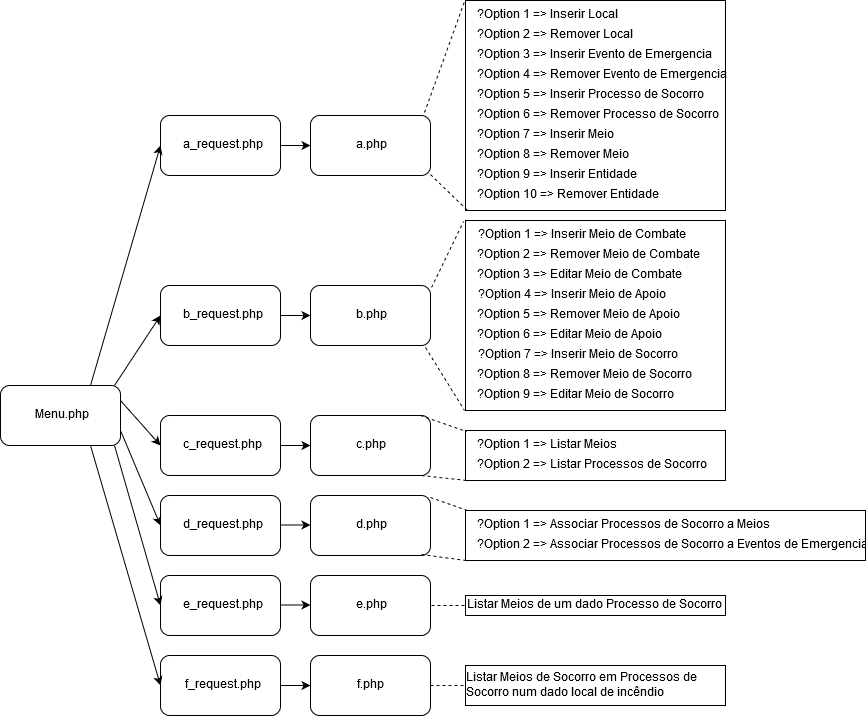 ?Option 1 => Inserir Local
?Option 2 => Remover Local
?Option 3 => Inserir Evento de Emergencia
?Option 4 => Remover Evento de Emergencia
?Option 5 => Inserir Processo de Socorro
?Option 6 => Remover Processo de Socorro
?Option 7 => Inserir Meio
?Option 8 => Remover Meio
?Option 9 => Inserir Entidade
?Option 10 => Remover Entidade
a_request.php
a.php
?Option 1 => Inserir Meio de Combate
?Option 2 => Remover Meio de Combate
?Option 3 => Editar Meio de Combate
?Option 4 => Inserir Meio de Apoio
?Option 5 => Remover Meio de Apoio
?Option 6 => Editar Meio de Apoio
?Option 7 => Inserir Meio de Socorro
?Option 8 => Remover Meio de Socorro
?Option 9 => Editar Meio de Socorro
b_request.php
b.php
Menu.php
c_request.php
c.php
?Option 1 => Listar Meios
?Option 2 => Listar Processos de Socorro
d_request.php
d.php
?Option 1 => Associar Processos de Socorro a Meios
?Option 2 => Associar Processos de Socorro a Eventos de Emergencia
e_request.php
e.php
Listar Meios de um dado Processo de Socorro
f_request.php
f.php
Listar Meios de Socorro em Processos de
Socorro num dado local de incêndio